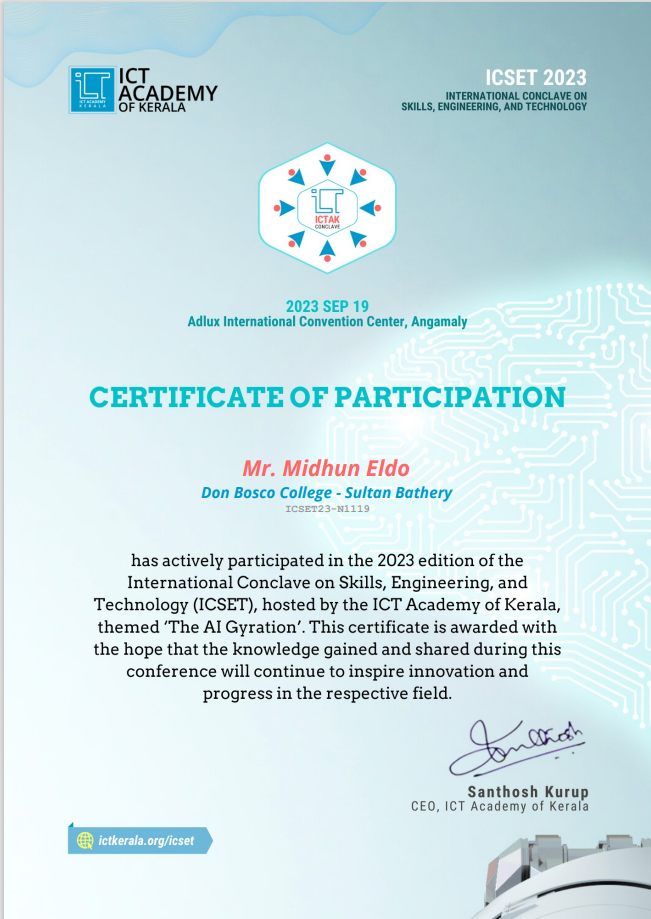 ICT
ACADEMY
OF KERALA
ICT ACADEMY
KERALA
ICSET 2023
INTERNATIONAL CONCLAVE ON
SKILLS, ENGINEERING, AND TECHNOLOGY
ICTAK
CONCLAVE
2023 SEP 19
Adlux International Convention Center, Angamaly
CERTIFICATE OF PARTICIPATION
Mr. Midhun Eldo
Don Bosco College - Sultan Bathery
ICSET23-N1119
has actively participated in the 2023 edition of the
International Conclave on Skills, Engineering, and
Technology (ICSET), hosted by the ICT Academy of Kerala,
themed ‘The AI Gyration’. This certificate is awarded with
the hope that the knowledge gained and shared during this
conference will continue to inspire innovation and
progress in the respective field.
Santhosh
Santhosh Kurup
CEO, ICT Academy of Kerala
ictkerala.org/icset